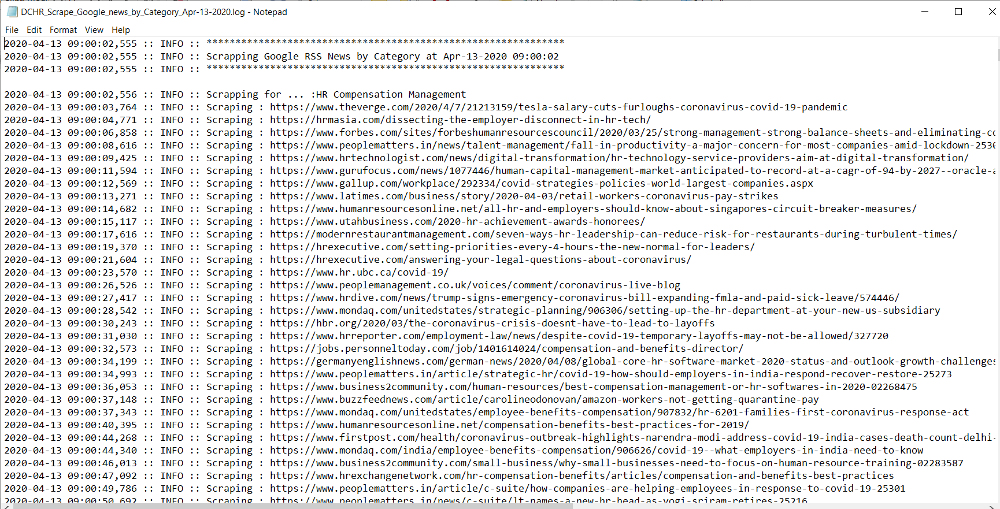 DCHR_Scrape_Google_news_by_Category_Apr-13-2020.log - Notepad
File Edit Format View Help
2020-04-13 09:00:02,555 :: INFO :: **************************************************************
2020-04-13 09:00:02,555 :: INFO :: Scrapping Google RSS News by Category at Apr-13-2020 09:00:02
2020-04-13 09:00:02,555 :: INFO :: **************************************************************
2020-04-13 09:00:02,556 :: INFO :: Scrapping for ... :HR Compensation Management
2020-04-13 09:00:03,764 :: INFO :: Scraping : https://www.theverge.com/2020/4/7/21213159/tesla-salary-cuts-furloughs-coronavirus-covid-19-pandemic
2020-04-13 09:00:04,771 :: INFO :: Scraping : https://hrmasia.com/dissecting-the-employer-disconnect-in-hr-tech/
2020-04-13 09:00:06,858 :: INFO :: Scraping : https://www.forbes.com/sites/forbeshumanresourcescouncil/2020/03/25/strong-management-strong-balance-sheets-and-eliminating-co
2020-04-13 09:00:08,616 :: INFO :: Scraping : https://www.peoplematters.in/news/talent-management/fall-in-productivity-a-major-concern-for-most-companies-amid-lockdown-2530
2020-04-13 09:00:09,425 :: INFO :: Scraping : https://www.hrtechnologist.com/news/digital-transformation/hr-technology-service-providers-aim-at-digital-transformation/
2020-04-13 09:00:11,594 :: INFO :: Scraping : https://www.gurufocus.com/news/1077446/human-capital-management-market-anticipated-to-record-at-a-cagr-of-94-by-2027--oracle-a
2020-04-13 09:00:12,569 :: INFO :: Scraping : https://www.gallup.com/workplace/292334/covid-strategies-policies-world-largest-companies.aspx
2020-04-13 09:00:13,271 :: INFO :: Scraping : https://www.latimes.com/business/story/2020-04-03/retail-workers-coronavirus-pay-strikes
2020-04-13 09:00:14,682 :: INFO :: Scraping : https://www.humanresourcesonline.net/all-hr-and-employers-should-know-about-singapores-circuit-breaker-measures/
2020-04-13 09:00:15,117 :: INFO :: Scraping : https://www.utahbusiness.com/2020-hr-achievement-awards-honorees/
2020-04-13 09:00:17,616 :: INFO :: Scraping : https://modernrestaurantmanagement.com/seven-ways-hr-leadership-can-reduce-risk-for-restaurants-during-turbulent-times/
2020-04-13 09:00:19,370 :: INFO :: Scraping : https://hrexecutive.com/setting-priorities-every-4-hours-the-new-normal-for-leaders/
2020-04-13 09:00:21,604 :: INFO :: Scraping : https://hrexecutive.com/answering-your-legal-questions-about-coronavirus/
2020-04-13 09:00:23,570 :: INFO :: Scraping : https://www.hr.ubc.ca/covid-19/
2020-04-13 09:00:26,526 :: INFO :: Scraping : https://www.peoplemanagement.co.uk/voices/comment/coronavirus-live-blog
2020-04-13 09:00:27,417 :: INFO :: Scraping : https://www.hrdive.com/news/trump-signs-emergency-coronavirus-bill-expanding-fmla-and-paid-sick-leave/574446/
2020-04-13 09:00:28,542 :: INFO :: Scraping : https://www.mondaq.com/unitedstates/strategic-planning/906306/setting-up-the-hr-department-at-your-new-us-subsidiary
2020-04-13 09:00:30,243 :: INFO :: Scraping : https://hbr.org/2020/03/the-coronavirus-crisis-doesnt-have-to-lead-to-layoffs
2020-04-13 09:00:31,030 :: INFO :: Scraping : https://www.hrreporter.com/employment-law/news/despite-covid-19-temporary-layoffs-may-not-be-allowed/327720
2020-04-13 09:00:32,573 :: INFO :: Scraping : https://jobs.personneltoday.com/job/1401614024/compensation-and-benefits-director/
2020-04-13 09:00:34,199 :: INFO :: Scraping : https://germanyenglishnews.com/german-news/2020/04/08/global-core-hr-software-market-2020-status-and-outlook-growth-challenges
2020-04-13 09:00:34,993 :: INFO :: Scraping : https://www.peoplematters.in/article/strategic-hr/covid-19-how-should-employers-in-india-respond-recover-restore-25273
2020-04-13 09:00:36,053 :: INFO :: Scraping : https://www.business2community.com/human-resources/best-compensation-management-or-hr-softwares-in-2020-02268475
2020-04-13 09:00:37,148 :: INFO :: Scraping : https://www.buzzfeednews.com/article/carolineodonovan/amazon-workers-not-getting-quarantine-pay
2020-04-13 09:00:37,343 :: INFO :: Scraping : https://www.mondaq.com/unitedstates/employee-benefits-compensation/907832/hr-6201-families-first-coronavirus-response-act
2020-04-13 09:00:40,395 :: INFO :: Scraping : https://www.humanresourcesonline.net/compensation-benefits-best-practices-for-2019/
2020-04-13 09:00:44,268 :: INFO :: Scraping : https://www.firstpost.com/health/coronavirus-outbreak-highlights-narendra-modi-address-covid-19-india-cases-death-count-delhi-
2020-04-13 09:00:44,340 :: INFO :: Scraping : https://www.mondaq.com/india/employee-benefits-compensation/906626/covid-19--what-employers-in-india-need-to-know
2020-04-13 09:00:46,013 :: INFO :: Scraping : https://www.business2community.com/small-business/why-small-businesses-need-to-focus-on-human-resource-training-02283587
2020-04-13 09:00:47,092 :: INFO :: Scraping : https://www.hrexchangenetwork.com/hr-compensation-benefits/articles/compensation-and-benefits-best-practices
2020-04-13 09:00:49,786 :: INFO :: Scraping : https://www.peoplematters.in/article/c-suite/how-companies-are-helping-employees-in-response-to-covid-19-25301
2020-04-13 09:00:50,692 :: INFO :: Scraping : https://www.peoplematters.in/news/c-suite/lt-names-a-new-hr-head-as-yogi-sriram-retires-25216